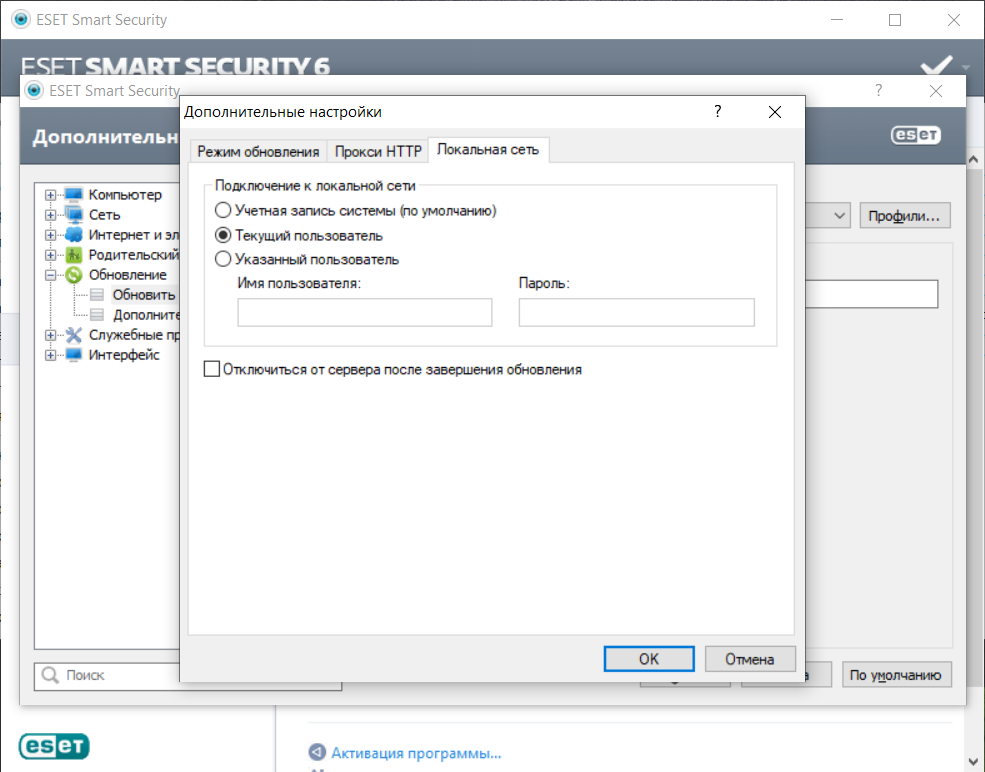 ESET Smart Security
ESET SMART SECURITY 6
ESET Smart Security
Дополнительн
eset
Дополнительные настройки
?
?
Режим обновления
Прокси HTTP
Локальная сеть
Подключение к локальной сети
Учетная запись системы (по умолчанию)
Текущий пользователь
Указанный пользователь
Имя пользователя:
Пароль:
Отключиться от сервера после завершения обновления
OK
Отмена
Компьютер
Сеть
Интернет и эл
Родительский
Обновление
Обновить
Дополните
Служебные пр
Интерфейс
Профили...
Поиск
По умолчанию
eset
Активация программы...